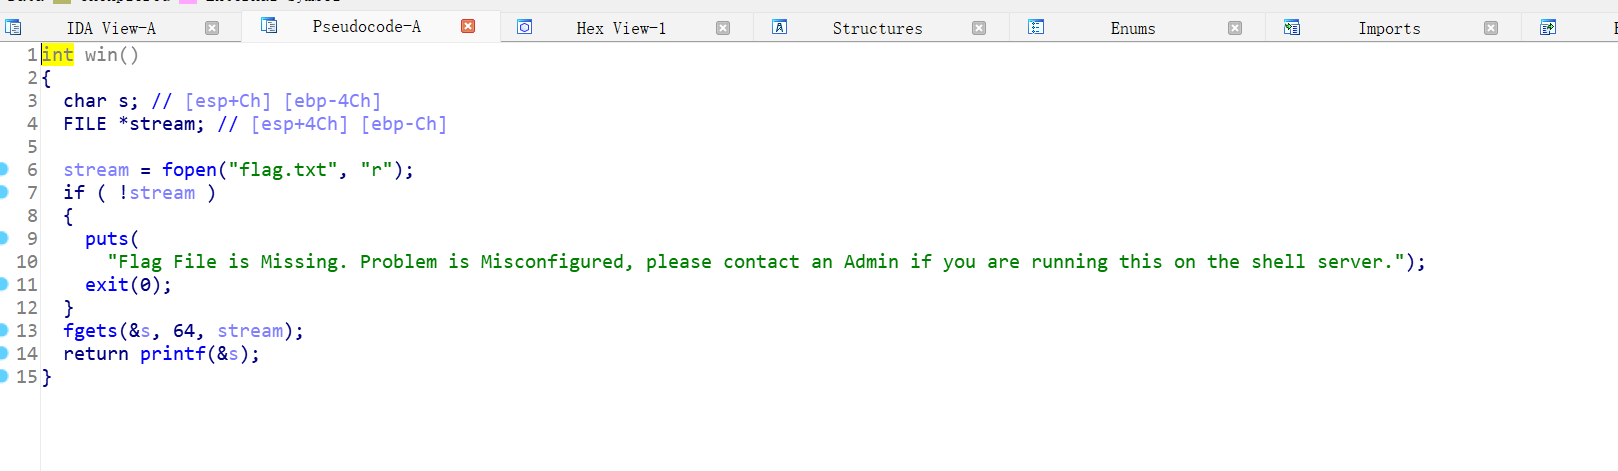 IDA View-A Pseudocode-A Hex View-1 Structures Enums Imports
1 int win()
2 {
3 char s; // [esp+Ch] [ebp-4Ch]
4 FILE *stream; // [esp+4Ch] [ebp-Ch]
5
6 stream = fopen("flag.txt", "r");
7 if ( !stream )
8 {
9 puts(
10 "Flag File is Missing. Problem is Misconfigured, please contact an Admin if you are running this on the shell server.");
11 exit(0);
12 }
13 fgets(&s, 64, stream);
14 return printf(&s);
15 }